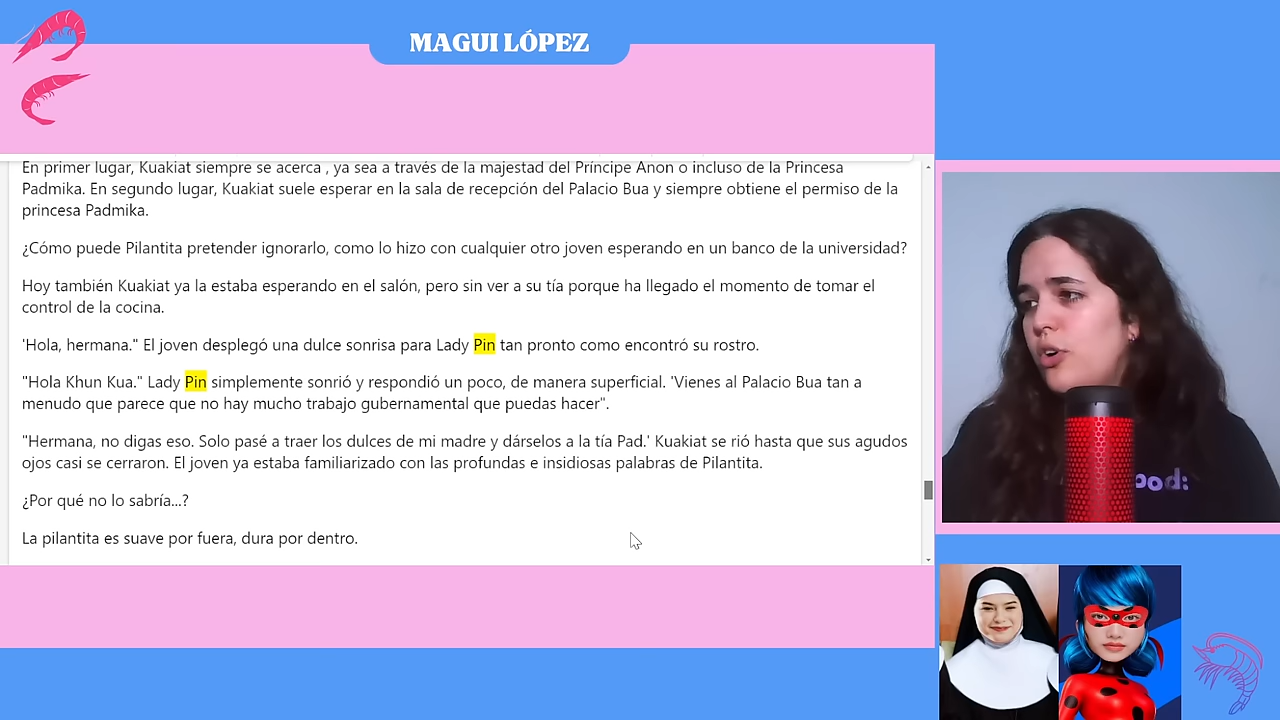 MAGUI LÓPEZ
En primer lugar, Kuakiat siempre se acerca , ya sea a través de la majestad del Príncipe Anon o incluso de la Princesa
Padmika. En segundo lugar, Kuakiat suele esperar en la sala de recepción del Palacio Bua y siempre obtiene el permiso de la
princesa Padmika.
¿Cómo puede Pilantita pretender ignorarlo, como lo hizo con cualquier otro joven esperando en un banco de la universidad?
Hoy también Kuakiat ya la estaba esperando en el salón, pero sin ver a su tía porque ha llegado el momento de tomar el
control de la cocina.
'Hola, hermana." El joven desplegó una dulce sonrisa para Lady Pin tan pronto como encontró su rostro.
"Hola Khun Kua." Lady Pin simplemente sonrió y respondió un poco, de manera superficial. 'Vienes al Palacio Bua tan a
menudo que parece que no hay mucho trabajo gubernamental que puedas hacer".
"Hermana, no digas eso. Solo pasé a traer los dulces de mi madre y dárselos a la tía Pad.' Kuakiat se rió hasta que sus agudos
ojos casi se cerraron. El joven ya estaba familiarizado con las profundas e insidiosas palabras de Pilantita.
¿Por qué no lo sabría...?
La pilantita es suave por fuera, dura por dentro.